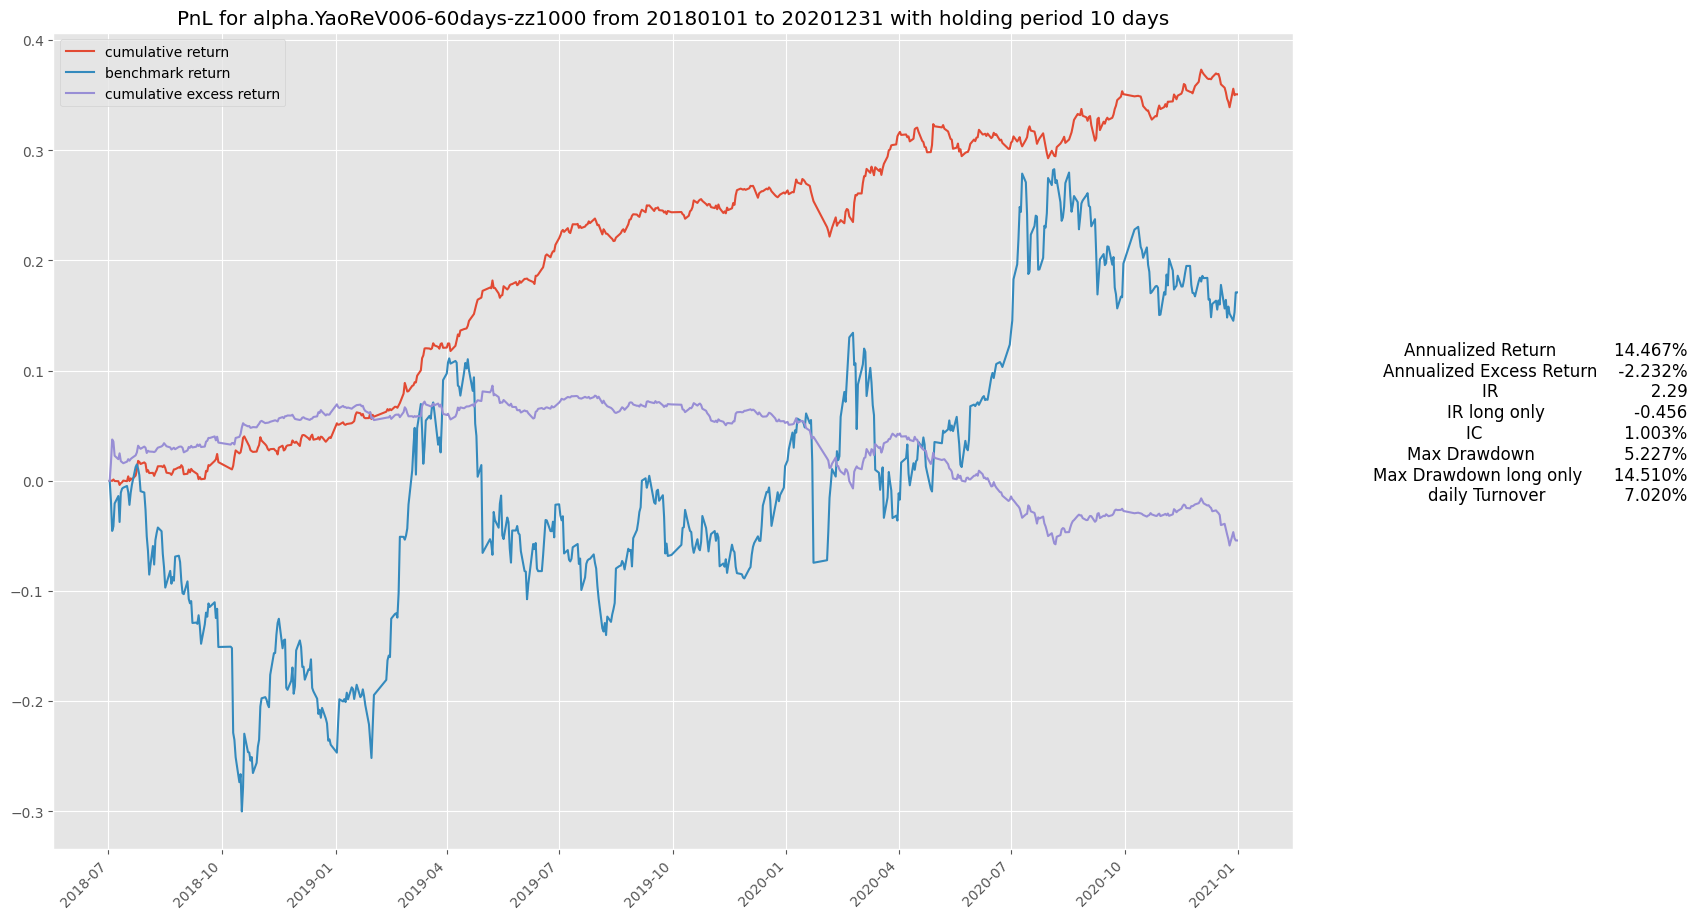 PnL for alpha.YaoReV006-60days-zz1000 from 20180101 to 20201231 with holding period 10 days
cumulative return
benchmark return
cumulative excess return
0.4
0.3
0.2
0.1
0.0
−0.1
−0.2
−0.3
2018-07
2018-10
2019-01
2019-04
2019-07
2019-10
2020-01
2020-04
2020-07
2020-10
2021-01
Annualized Return 14.467%
Annualized Excess Return -2.232%
IR 2.29
IR long only -0.456
IC 1.003%
Max Drawdown 5.227%
Max Drawdown long only 14.510%
daily Turnover 7.020%